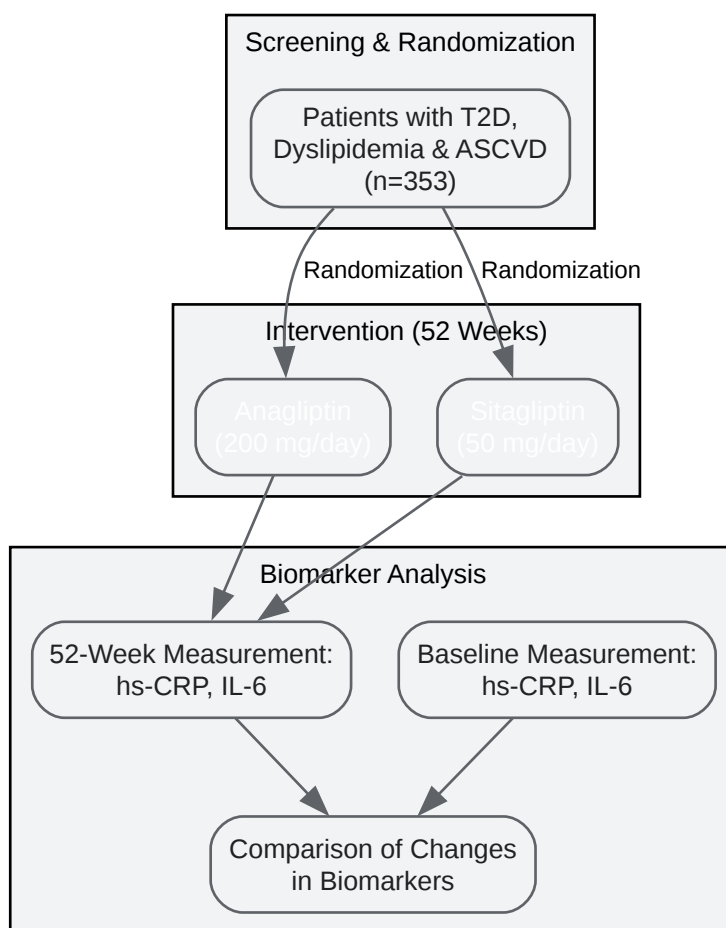 Screening & Randomization
Patients with T2D,
Dyslipidemia & ASCVD
(n=353)
Randomization
Randomization
Intervention (52 Weeks)
Anagliptin
(200 mg/day)
Sitagliptin
(50 mg/day)
Biomarker Analysis
52-Week Measurement:
hs-CRP, IL-6
Baseline Measurement:
hs-CRP, IL-6
Comparison of Changes
in Biomarkers